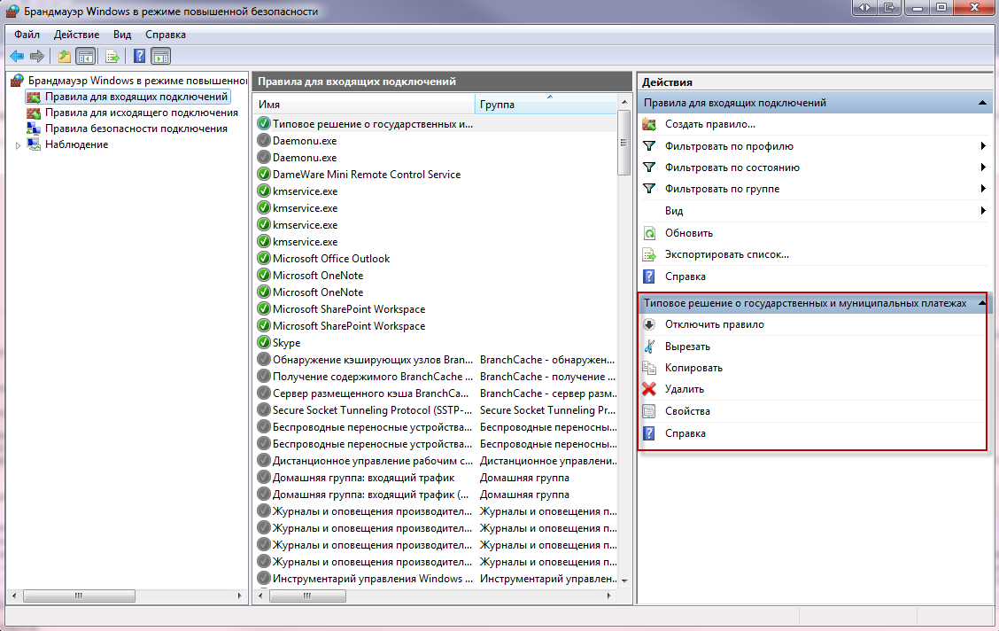 Брандмауэр Windows в режиме повышенной безопасности
Файл Действие Вид Справка
Брандмауэр Windows в режиме повышенно
Правила для входящих подключений
Правила для исходящего подключения
Правила безопасности подключения
Наблюдение
Правила для входящих подключений
Имя Группа
Типовое решение о государственных и...
Daemonu.exe
Daemonu.exe
DameWare Mini Remote Control Service
kmservice.exe
kmservice.exe
kmservice.exe
kmservice.exe
Microsoft Office Outlook
Microsoft OneNote
Microsoft OneNote
Microsoft SharePoint Workspace
Microsoft SharePoint Workspace
Skype
Обнаружение кэширующих узлов Bran... BranchCache - обнаружен...
Получение содержимого BranchCache ... BranchCache - получение ...
Сервер размещенного кэша BranchCa... BranchCache - сервер разм...
Secure Socket Tunneling Protocol (SSTP-... Secure Socket Tunneling Pr...
Беспроводные переносные устройства... Беспроводные переносны...
Беспроводные переносные устройства... Беспроводные переносны...
Дистанционное управление рабочим с... Дистанционное управлени...
Домашняя группа: входящий трафик Домашняя группа
Домашняя группа: входящий трафик (... Домашняя группа
Журналы и оповещения производител... Журналы и оповещения п...
Журналы и оповещения производител... Журналы и оповещения п...
Журналы и оповещения производител... Журналы и оповещения п...
Журналы и оповещения производител... Журналы и оповещения п...
Инструментарий управления Windows ... Инструментарий управлен...
Действия
Правила для входящих подключений
Создать правило...
Фильтровать по профилю
Фильтровать по состоянию
Фильтровать по группе
Вид
Обновить
Экспортировать список...
Справка
Типовое решение о государственных и муниципальных платежах
Отключить правило
Вырезать
Копировать
Удалить
Свойства
Справка